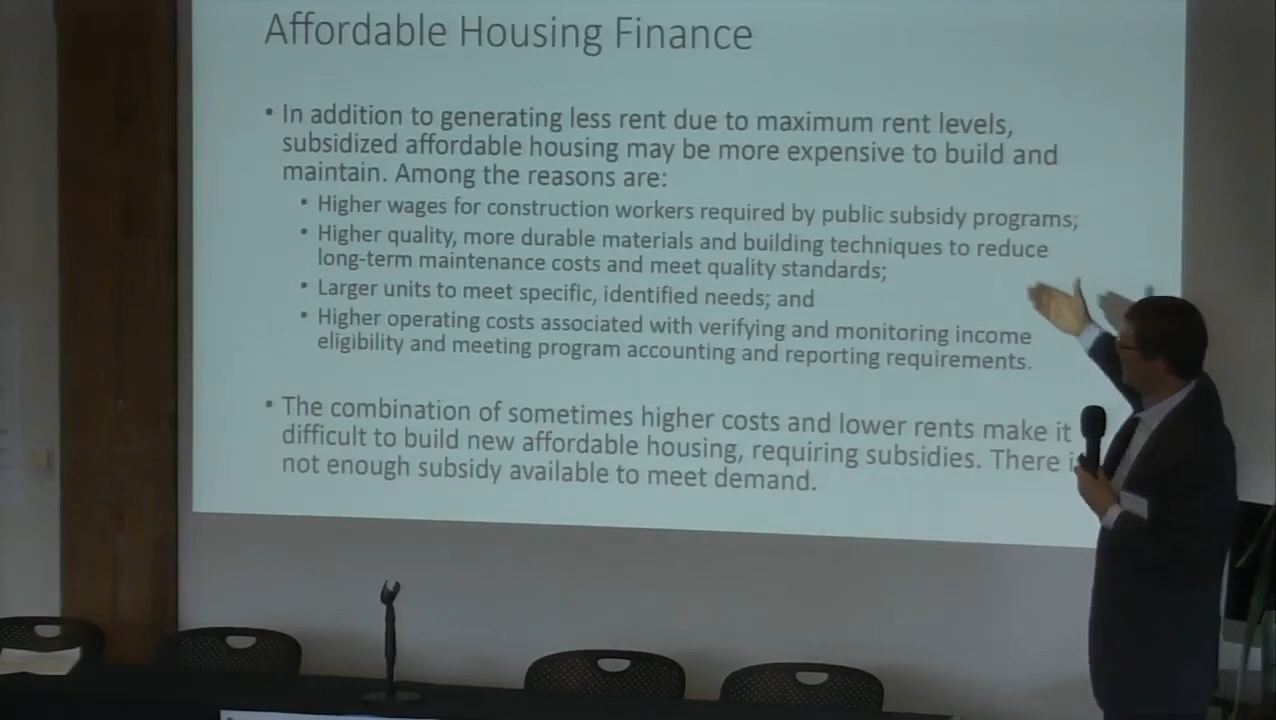 Affordable Housing Finance
• In addition to generating less rent due to maximum rent levels,
subsidized affordable housing may be more expensive to build and
maintain. Among the reasons are:
• Higher wages for construction workers required by public subsidy programs;
• Higher quality, more durable materials and building techniques to reduce
long-term maintenance costs and meet quality standards;
• Larger units to meet specific, identified needs; and
• Higher operating costs associated with verifying and monitoring income
eligibility and meeting program accounting and reporting requirements.
• The combination of sometimes higher costs and lower rents make it
difficult to build new affordable housing, requiring subsidies. There
not enough subsidy available to meet demand.